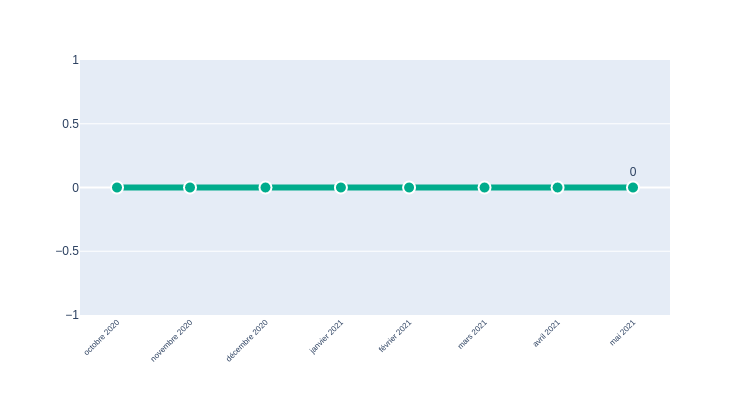 1
0.5
0
−0.5
−1
0
octobre 2020
novembre 2020
décembre 2020
janvier 2021
février 2021
mars 2021
avril 2021
mai 2021